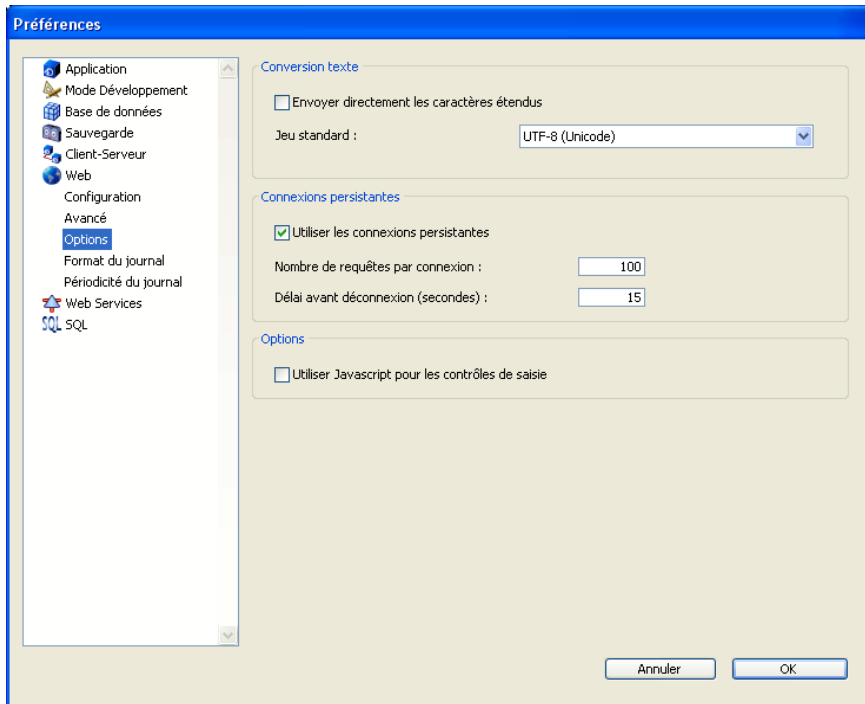 Préférences
Application
Mode Développement
Base de données
Sauvegarde
Client-Serveur
Web
Configuration
Avancé
Options
Format du journal
Périodicité du journal
Web Services
SQL SQL
Conversion texte
Envoyer directement les caractères étendus
Jeu standard : UTF-8 (Unicode)
Connexions persistantes
Utiliser les connexions persistantes
Nombre de requêtes par connexion : 100
Délai avant déconnexion (secondes) : 15
Options
Utiliser Javascript pour les contrôles de saisie
Annuler OK